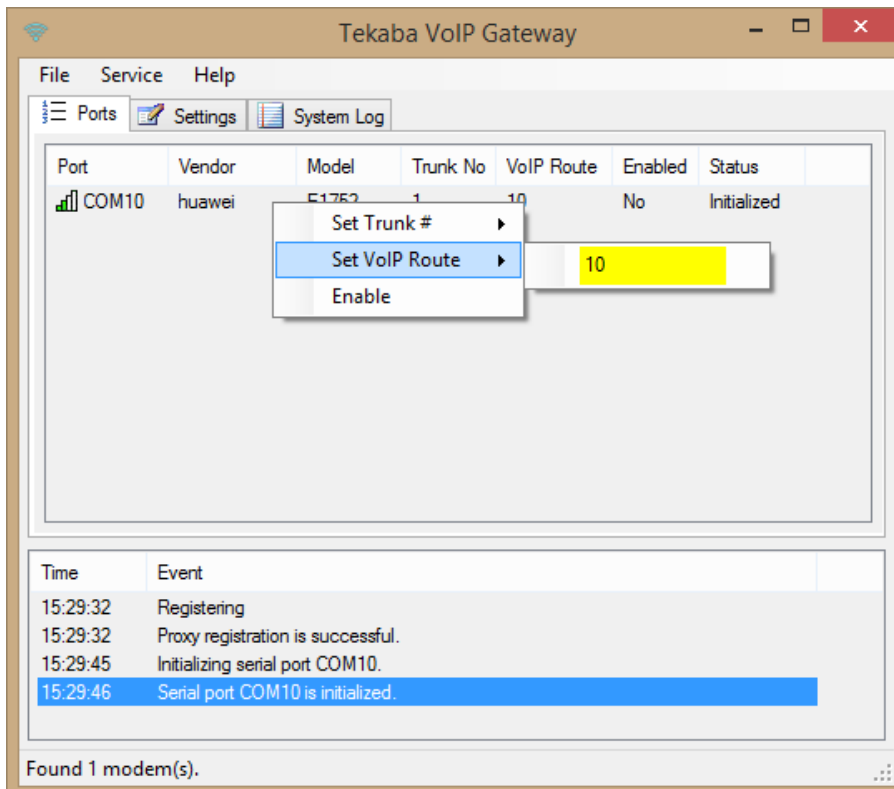 Tekaba VoIP Gateway
File Service Help
Ports Settings System Log
Port Vendor Model Trunk No VoIP Route Enabled Status
COM10 huawei E1752 1 10 No Initialized
Set Trunk #
Set VoIP Route 10
Enable
Time Event
15:29:32 Registering
15:29:32 Proxy registration is successful.
15:29:45 Initializing serial port COM10.
15:29:46 Serial port COM10 is initialized.
Found 1 modem(s).